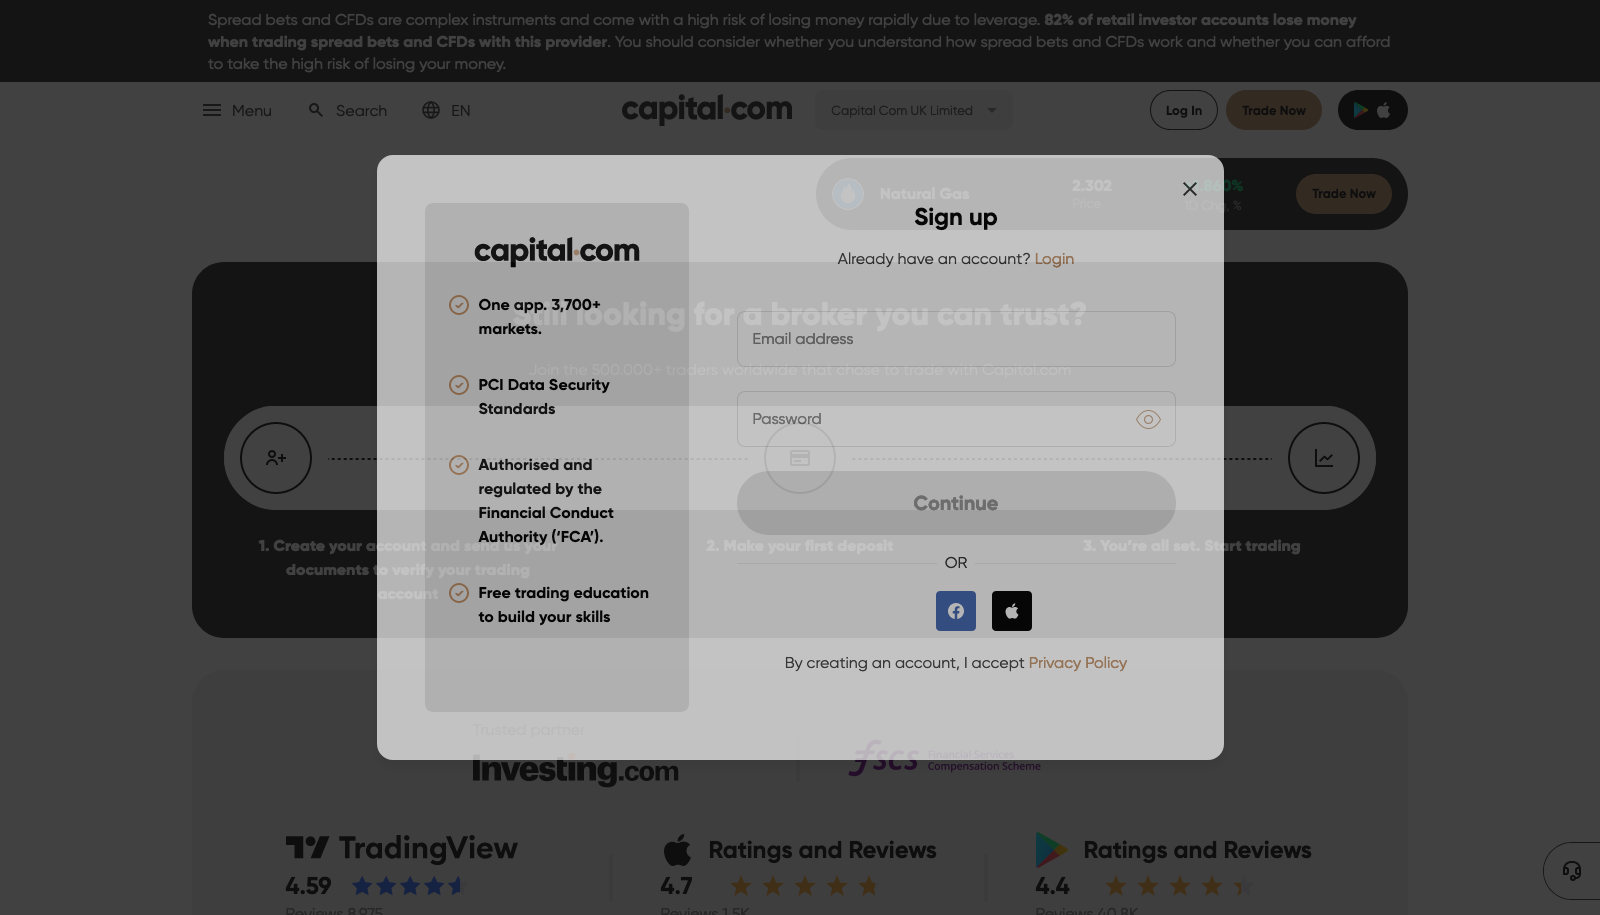 Spread bets and CFDs are complex instruments and come with a high risk of losing money rapidly due to leverage. 82% of retail investor accounts lose money
when trading spread bets and CFDs with this provider. You should consider whether you understand how spread bets and CFDs work and whether you can afford
to take the high risk of losing your money.
Menu
Search
EN
capital.com
Capital Com UK Limited
Log In
Trade Now
Natural Gas
2.302
Price
1D Chg, %
Trade Now
Sign up
Already have an account? Login
capital.com
One app. 3,700+
markets.
PCI Data Security
Standards
Authorised and
regulated by the
Financial Conduct
Authority (‘FCA’).
Free trading education
to build your skills
Still looking for a broker you can trust?
Join the 500.000+ traders worldwide that chose to trade with Capital.com
Email address
Password
Continue
OR
By creating an account, I accept Privacy Policy
1. Create your account and send us your
documents to verify your trading
account
2. Make your first deposit
3. You’re all set. Start trading
Trusted partner
Investing.com
fscs
Financial Services
Compensation Scheme
TradingView
4.59
Reviews 8,975
Ratings and Reviews
4.7
Reviews 1.5K
Ratings and Reviews
4.4
Reviews 40.8K